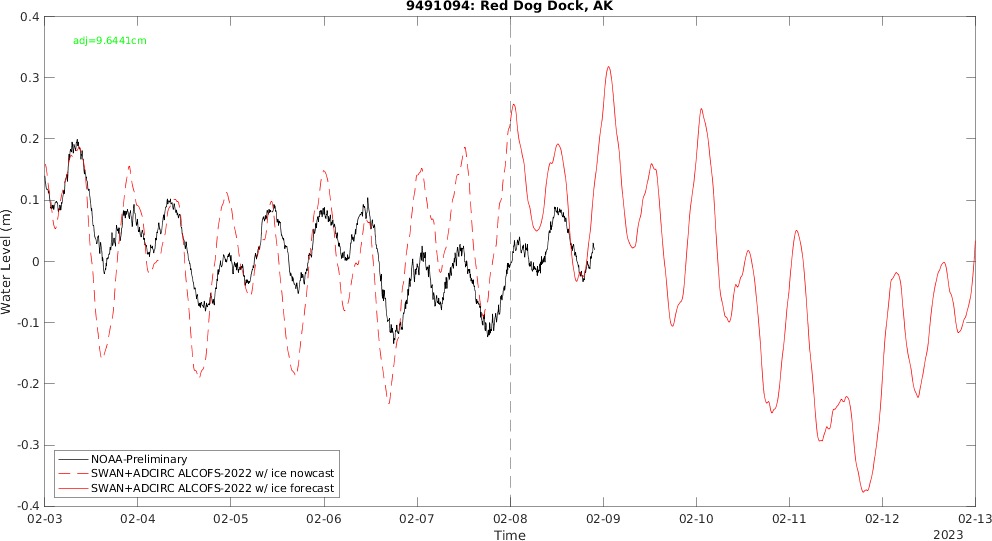 9491094: Red Dog Dock, AK
adj=9.6441cm
0.4
0.3
0.2
0.1
0
-0.1
-0.2
-0.3
-0.4
Water Level (m)
NOAA-Preliminary
SWAN+ADCIRC ALCOFS-2022 w/ ice nowcast
SWAN+ADCIRC ALCOFS-2022 w/ ice forecast
02-03 02-04 02-05 02-06 02-07 02-08 02-09 02-10 02-11 02-12 02-13
Time
2023